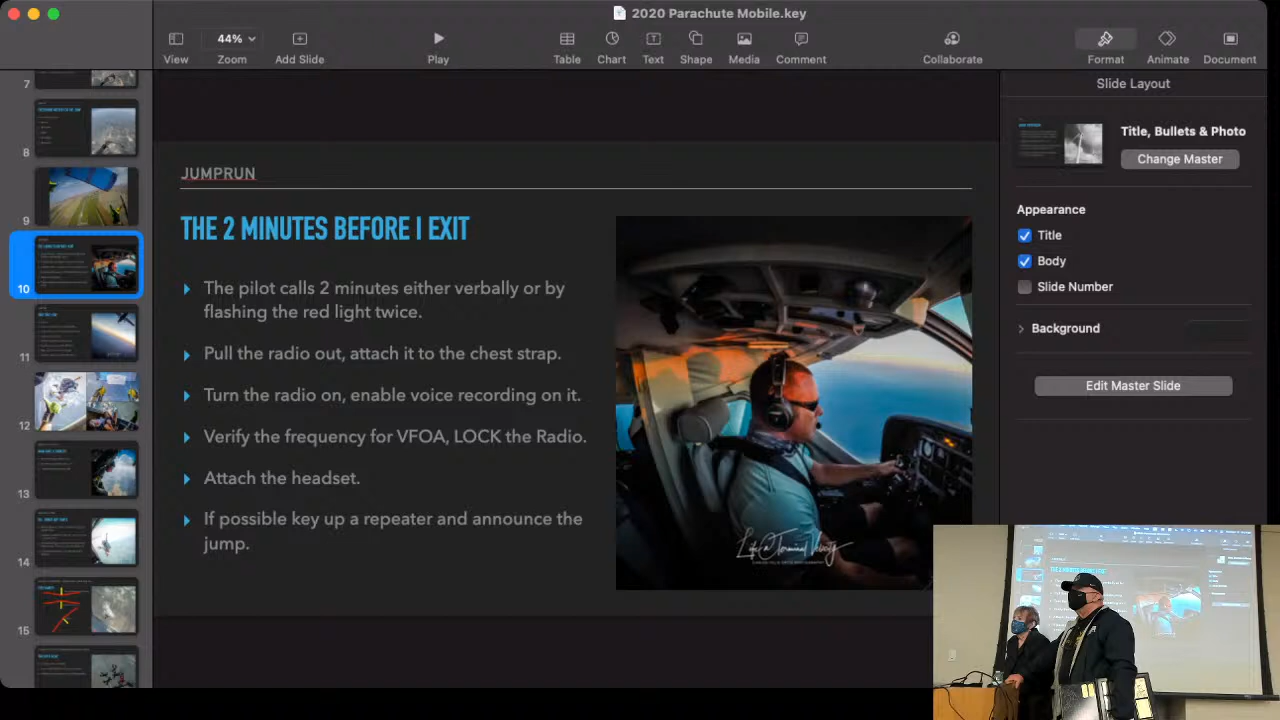 2020 Parachute Mobile.key
44%
View
Zoom
Add Slide
Play
Table
Chart
Text
Shape
Media
Comment
Collaborate
Format
Animate
Document
7
8
9
10
11
12
13
14
15
JUMPRUN
THE 2 MINUTES BEFORE I EXIT
The pilot calls 2 minutes either verbally or by
flashing the red light twice.
Pull the radio out, attach it to the chest strap.
Turn the radio on, enable voice recording on it.
Verify the frequency for VFOA, LOCK the Radio.
Attach the headset.
If possible key up a repeater and announce the
jump.
Life @ Terminal Velocity
Slide Layout
Title, Bullets & Photo
Change Master
Appearance
Title
Body
Slide Number
Background
Edit Master Slide